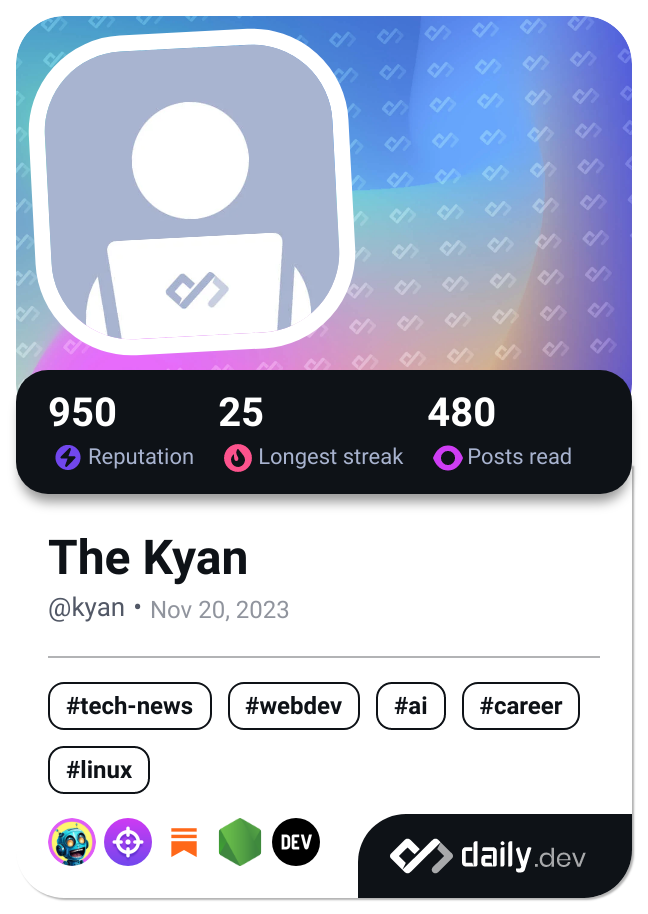 950 25 480
Reputation Longest streak Posts read
The Kyan
@kyan • Nov 20, 2023
#tech-news #webdev #ai #career
#linux
DEV daily.dev